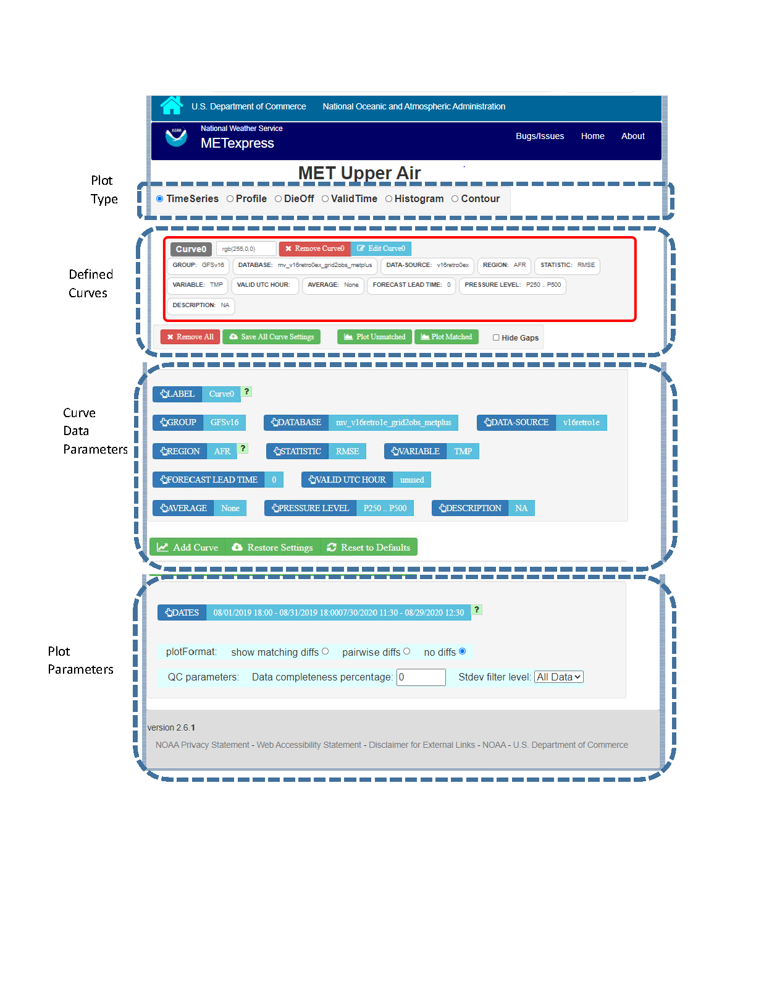 U.S. Department of Commerce National Oceanic and Atmospheric Administration
NOAA
National Weather Service
METexpress
Bugs/Issues Home About
MET Upper Air
Plot
Type
TimeSeries Profile DieOff ValidTime Histogram Contour
Defined
Curves
Curve0 rgb(255,0,0) Remove Curve0 Edit Curve0
GROUP: GFSv16 DATABASE: mv_v16retro0ex_grid2obs_metplus DATA-SOURCE: v16retro0ex REGION: AFR STATISTIC: RMSE
VARIABLE: TMP VALID UTC HOUR: AVERAGE: None FORECAST LEAD TIME: 0 PRESSURE LEVEL: P250 .. P500
DESCRIPTION: NA
Remove All Save All Curve Settings Plot Unmatched Plot Matched Hide Gaps
Curve
Data
Parameters
LABEL Curve0 ?
GROUP GFSv16 DATABASE mv_v16retro1e_grid2obs_metplus DATA-SOURCE v16retro1e
REGION AFR ? STATISTIC RMSE VARIABLE TMP
FORECAST LEAD TIME 0 VALID UTC HOUR unused
AVERAGE None PRESSURE LEVEL P250 .. P500 DESCRIPTION NA
Add Curve Restore Settings Reset to Defaults
Plot
Parameters
DATES 08/01/2019 18:00 - 08/31/2019 18:0007/30/2020 11:30 - 08/29/2020 12:30 ?
plotFormat: show matching diffs pairwise diffs no diffs
QC parameters: Data completeness percentage: 0 Stdev filter level: All Data
version 2.6.1
NOAA Privacy Statement - Web Accessibility Statement - Disclaimer for External Links - NOAA - U.S. Department of Commerce